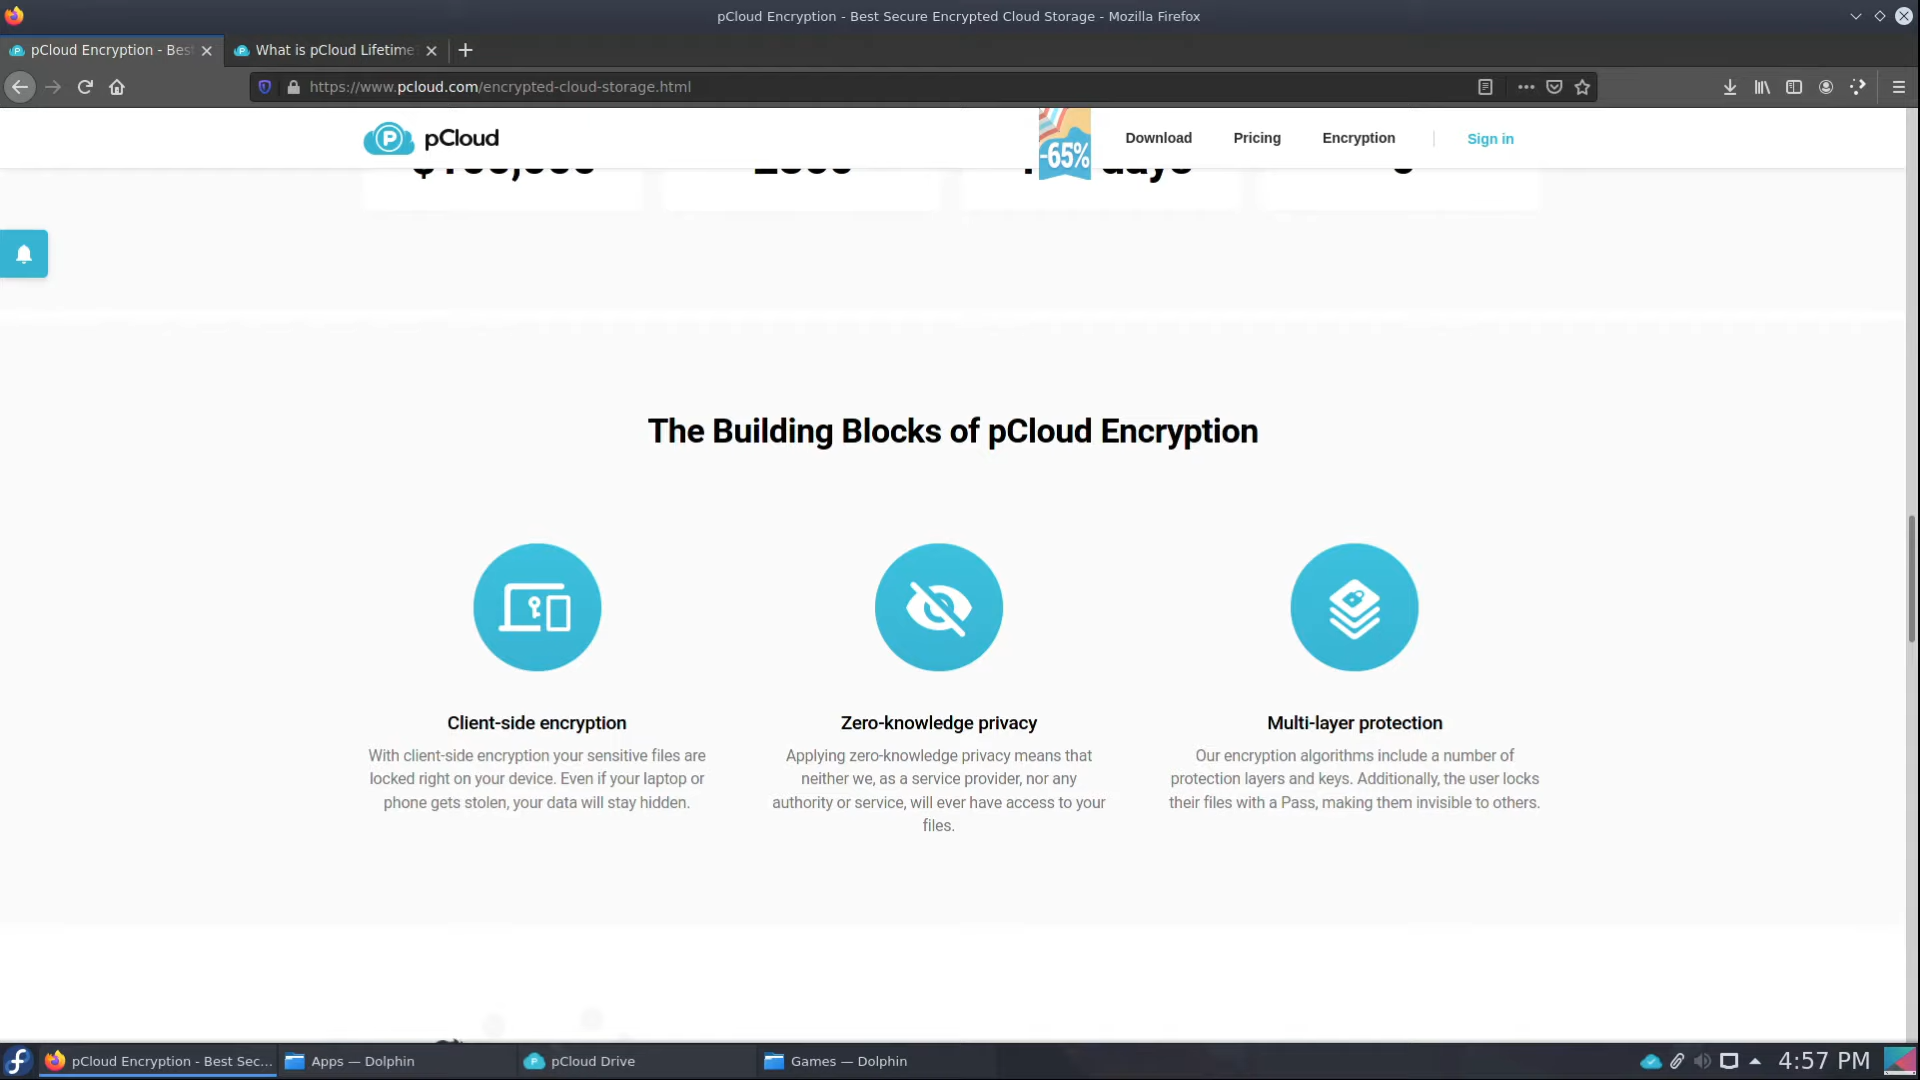 pCloud Encryption - Best Secure Encrypted Cloud Storage - Mozilla Firefox
pCloud Encryption - Best
What is pCloud Lifetime
https://www.pcloud.com/encrypted-cloud-storage.html
pCloud
-65%
Download
Pricing
Encryption
Sign in
days
The Building Blocks of pCloud Encryption
Client-side encryption
With client-side encryption your sensitive files are
locked right on your device. Even if your laptop or
phone gets stolen, your data will stay hidden.
Zero-knowledge privacy
Applying zero-knowledge privacy means that
neither we, as a service provider, nor any
authority or service, will ever have access to your
files.
Multi-layer protection
Our encryption algorithms include a number of
protection layers and keys. Additionally, the user locks
their files with a Pass, making them invisible to others.
pCloud Encryption - Best Sec...
Apps — Dolphin
pCloud Drive
Games — Dolphin
4:57 PM